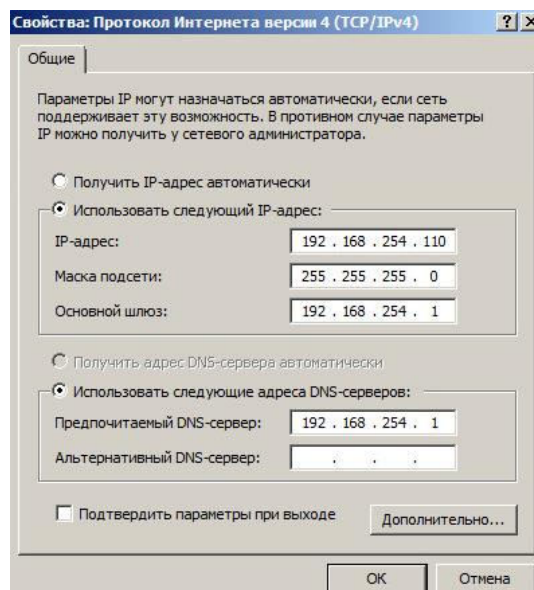 Свойства: Протокол Интернета версии 4 (TCP/IPv4)
Общие
Параметры IP могут назначаться автоматически, если сеть
поддерживает эту возможность. В противном случае параметры
IP можно получить у сетевого администратора.
Получить IP-адрес автоматически
Использовать следующий IP-адрес:
IP-адрес: 192 . 168 . 254 . 110
Маска подсети: 255 . 255 . 255 . 0
Основной шлюз: 192 . 168 . 254 . 1
Получить адрес DNS-сервера автоматически
Использовать следующие адреса DNS-серверов:
Предпочитаемый DNS-сервер: 192 . 168 . 254 . 1
Альтернативный DNS-сервер: . . .
Подтвердить параметры при выходе
Дополнительно...
OK Отмена